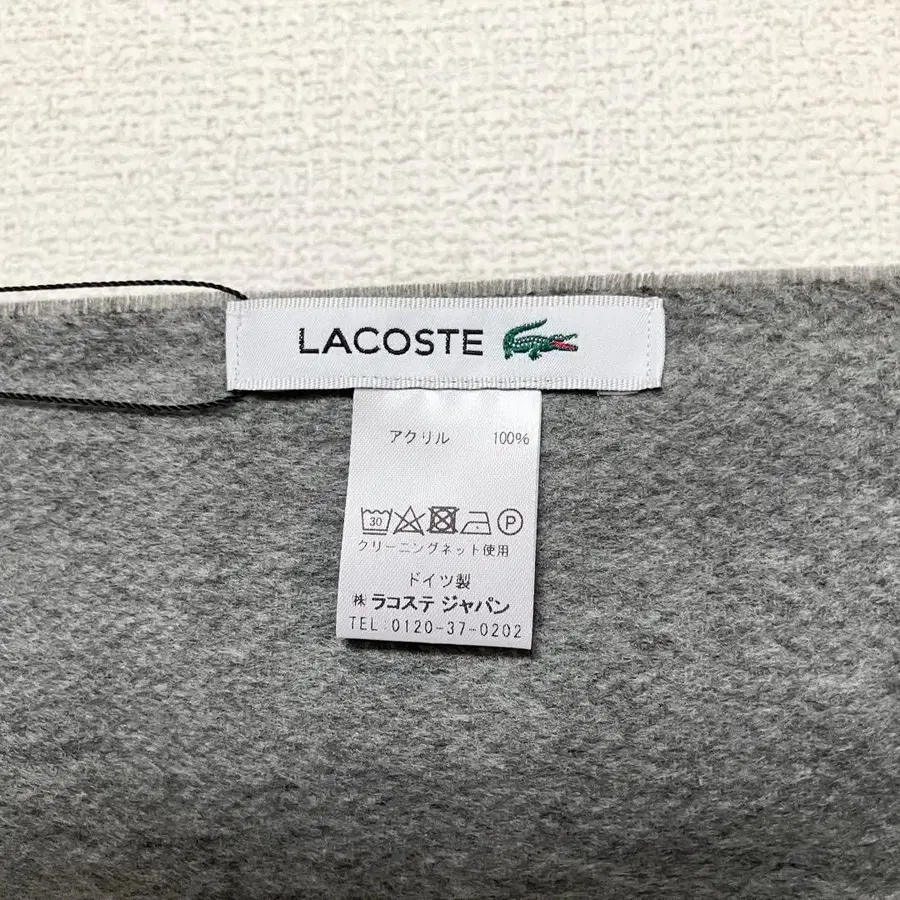 LACOSTE
アクリル 100%
30 P
クリーニングネット使用
ドイツ製
㈱ ラコステ ジャパン
TEL:0120-37-0202